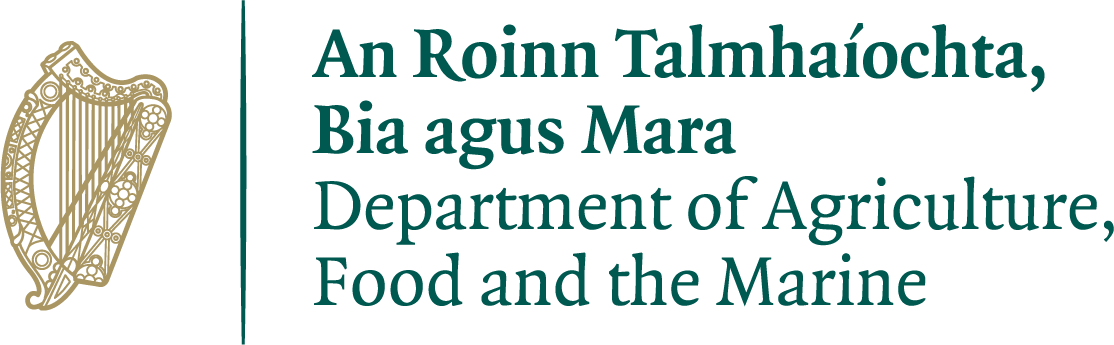 An Roinn Talmhaíochta,
Bia agus Mara
Department of Agriculture,
Food and the Marine